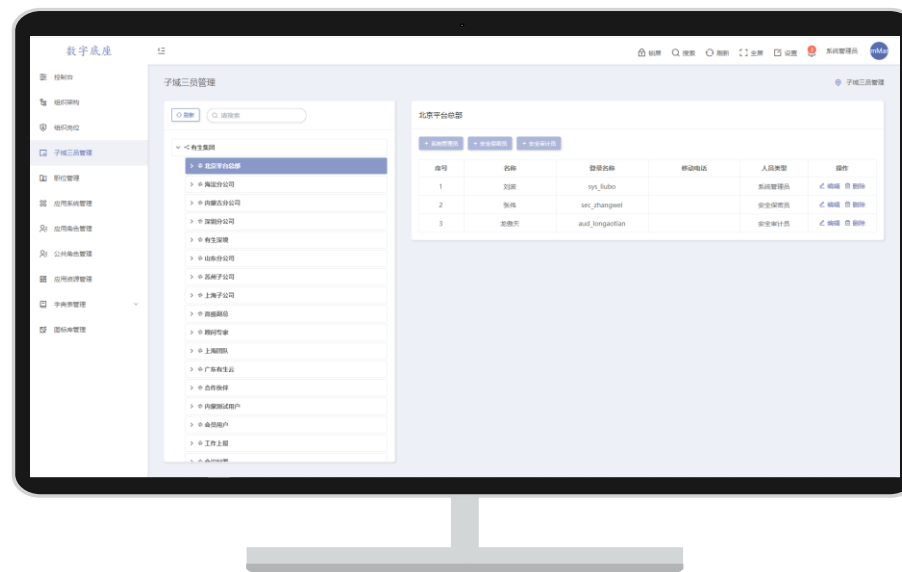 数字底座
锁屏 搜索 刷新 全屏 设置 系统管理员 mMa
控制台
组织架构
组织岗位
子域三员管理
职位管理
应用系统管理
应用角色管理
公共角色管理
应用资源管理
字典表管理
图标库管理
子域三员管理
子域三员管理
刷新 请搜索
有生集团
北京平台总部
海淀分公司
内蒙古分公司
深圳分公司
有生深境
山东分公司
苏州子公司
上海子公司
顾问专家
上海团队
广东有生云
合作伙伴
内蒙测试用户
会员用户
工作上报
北京平台总部
+ 系统管理员 + 安全保密员 + 安全审计员
序号 名称 登录名称 移动电话 人员类型 操作
1 刘波 sys_liubo 系统管理员 编辑 删除
2 张伟 sec_zhangwei 安全保密员 编辑 删除
3 龙傲天 aud_longaotian 安全审计员 编辑 删除